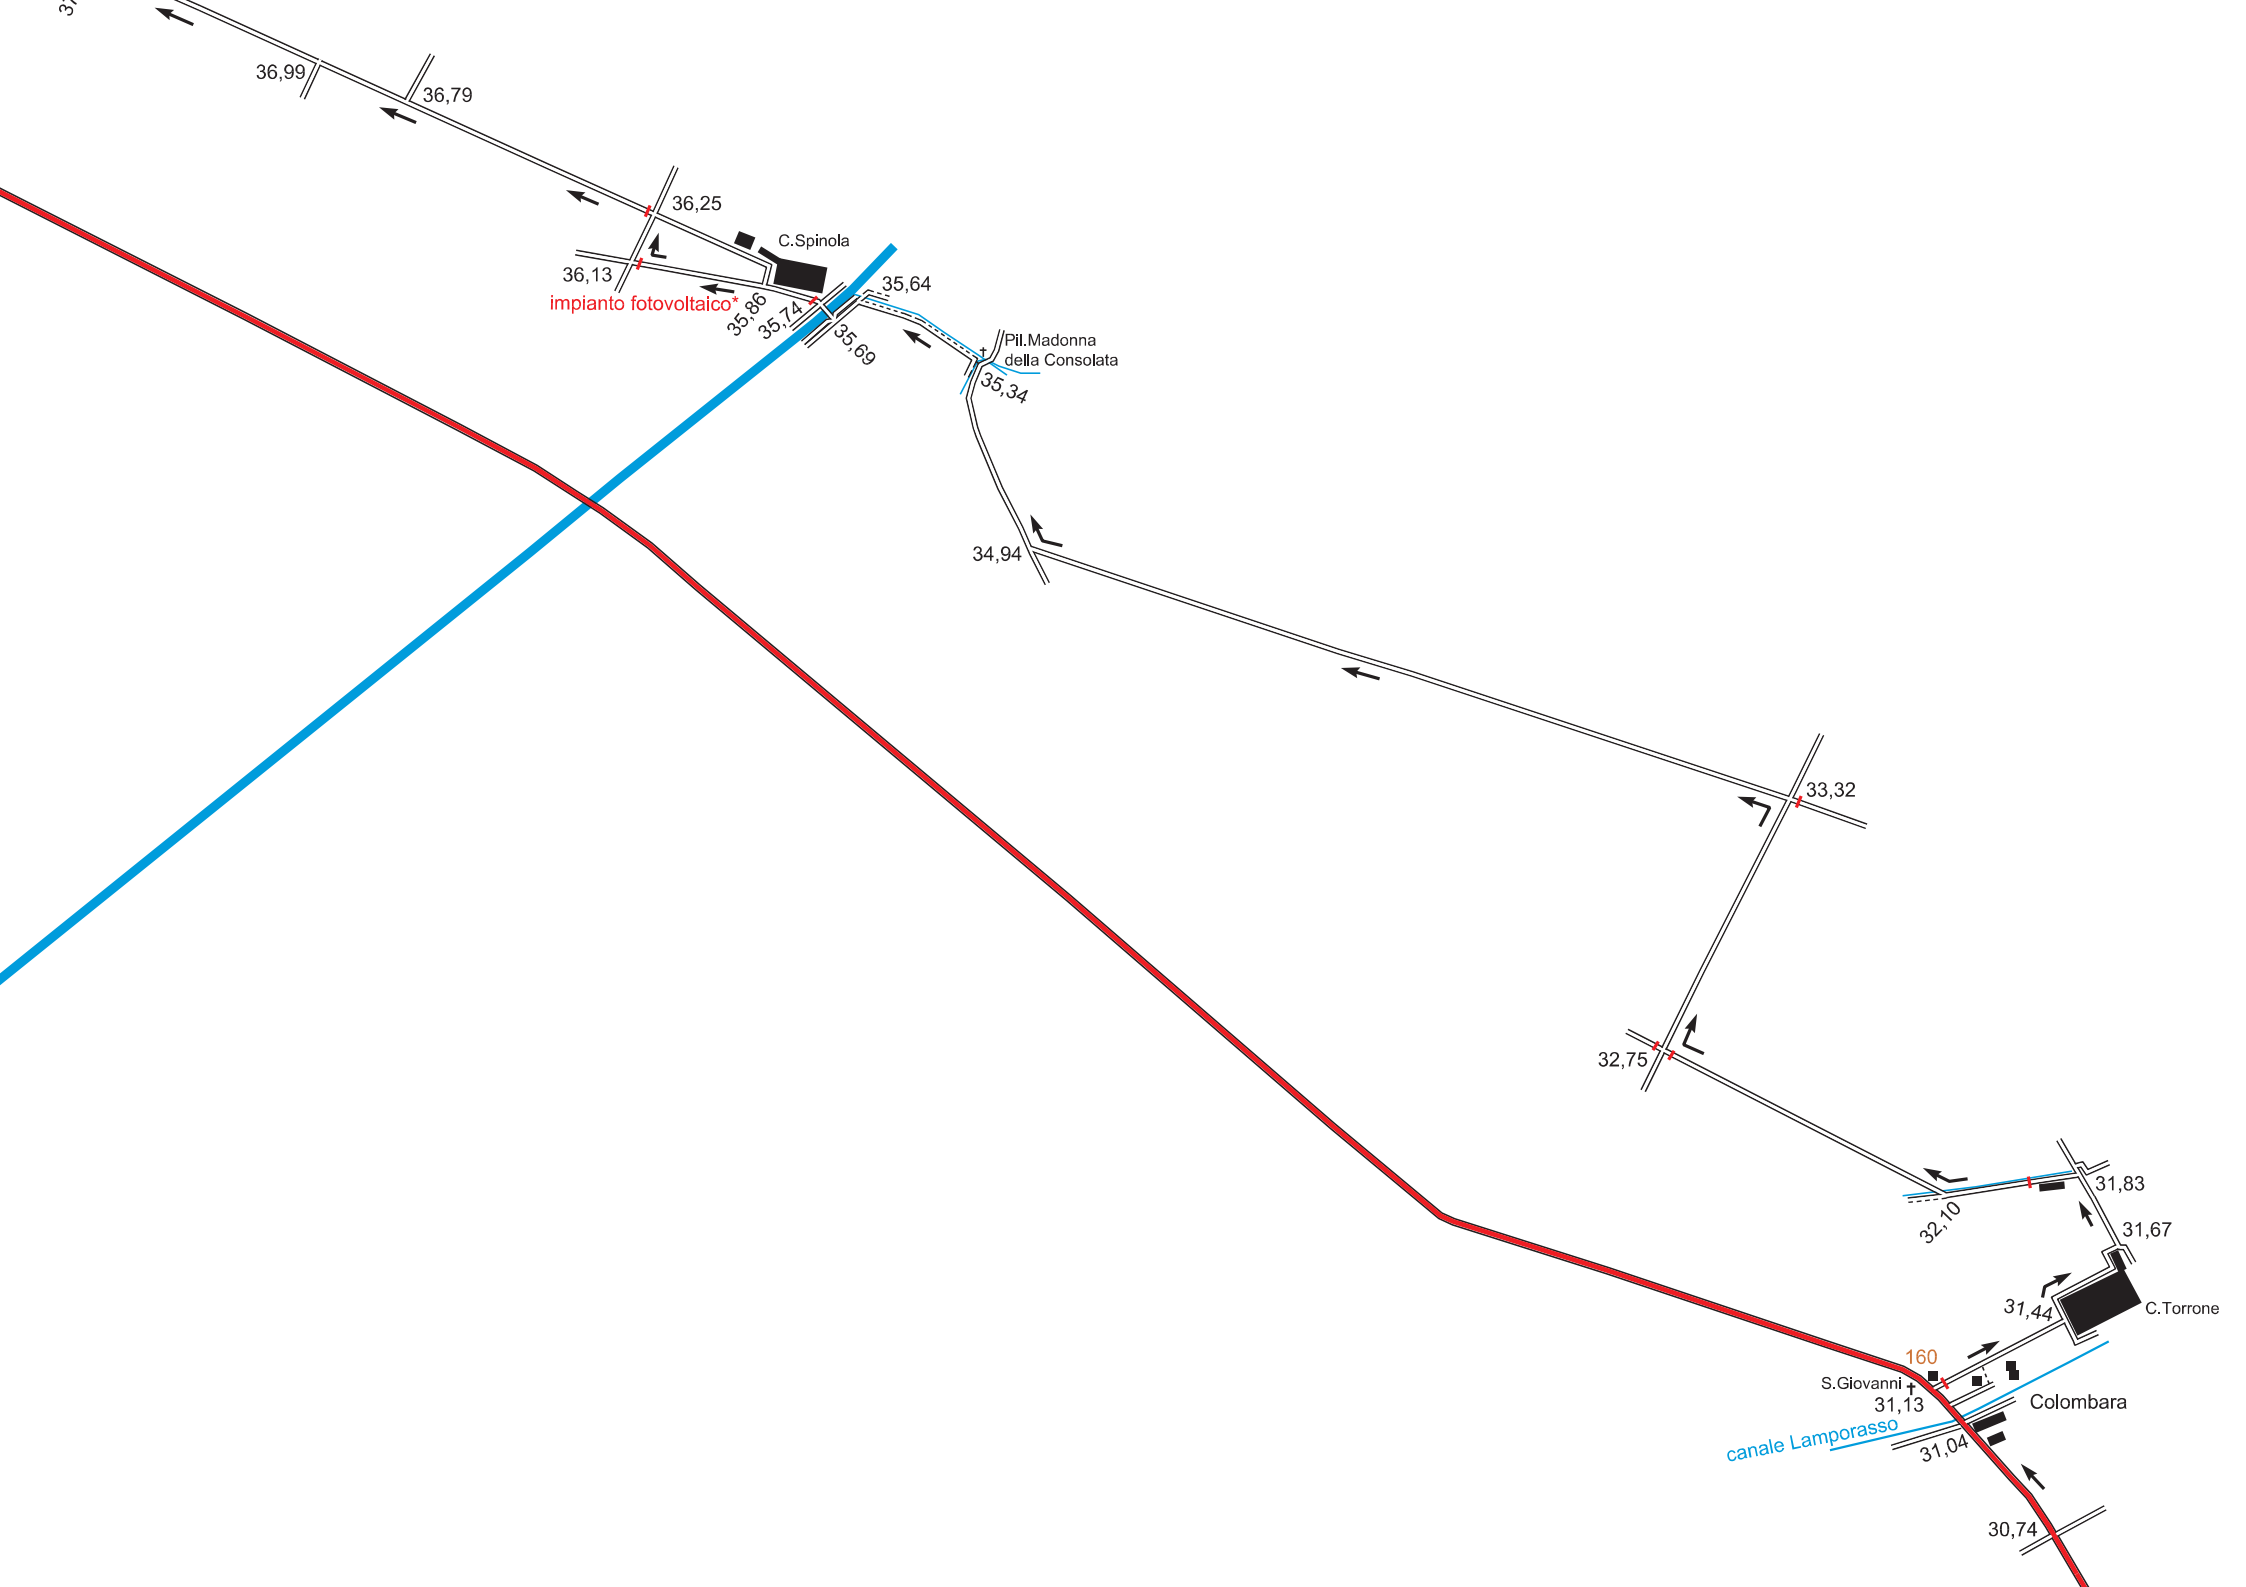 36,99
36,79
36,25
C.Spinola
36,13
impianto fotovoltaico*
35,86
35,74
35,69
35,64
Pil.Madonna
della Consolata
35,34
34,94
33,32
32,75
31,83
32,10
31,67
31,44
C.Torrone
160
S.Giovanni
31,13
Colombara
canale Lamporasso
31,04
30,74